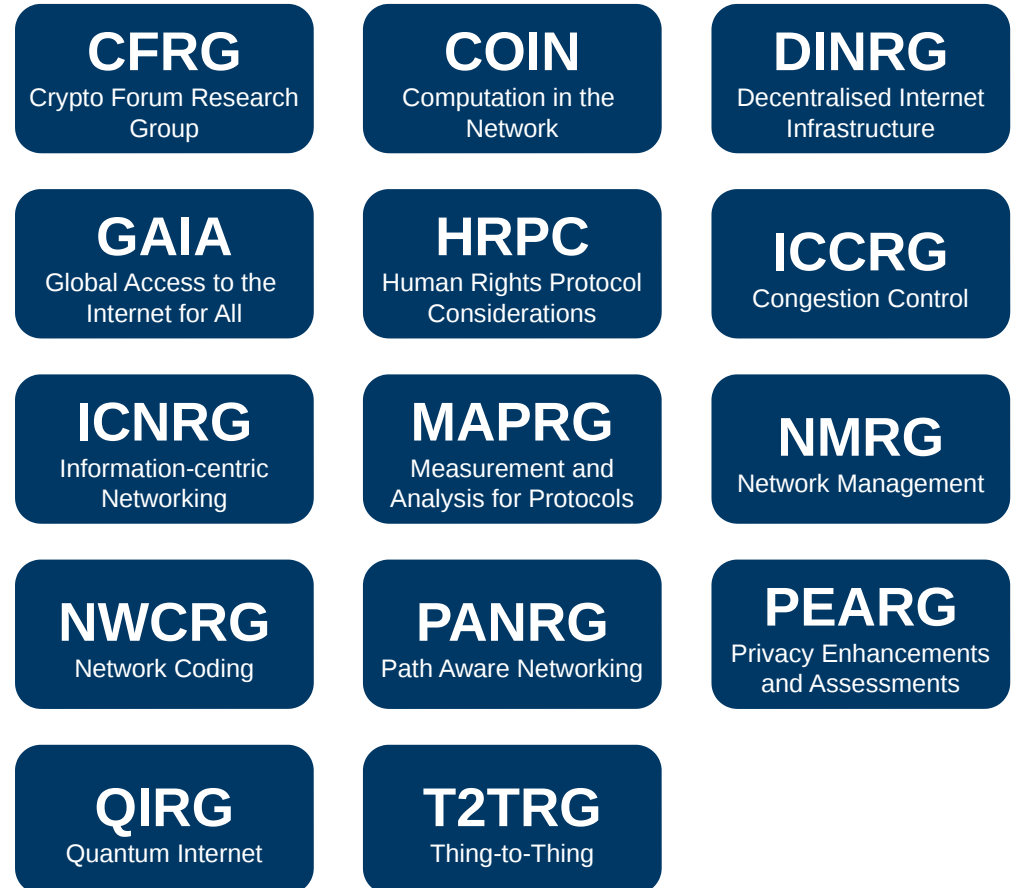 CFRG
Crypto Forum Research
Group
COIN
Computation in the
Network
DINRG
Decentralised Internet
Infrastructure
GAIA
Global Access to the
Internet for All
HRPC
Human Rights Protocol
Considerations
ICCRG
Congestion Control
ICNRG
Information-centric
Networking
MAPRG
Measurement and
Analysis for Protocols
NMRG
Network Management
NWCRG
Network Coding
PANRG
Path Aware Networking
PEARG
Privacy Enhancements
and Assessments
QIRG
Quantum Internet
T2TRG
Thing-to-Thing